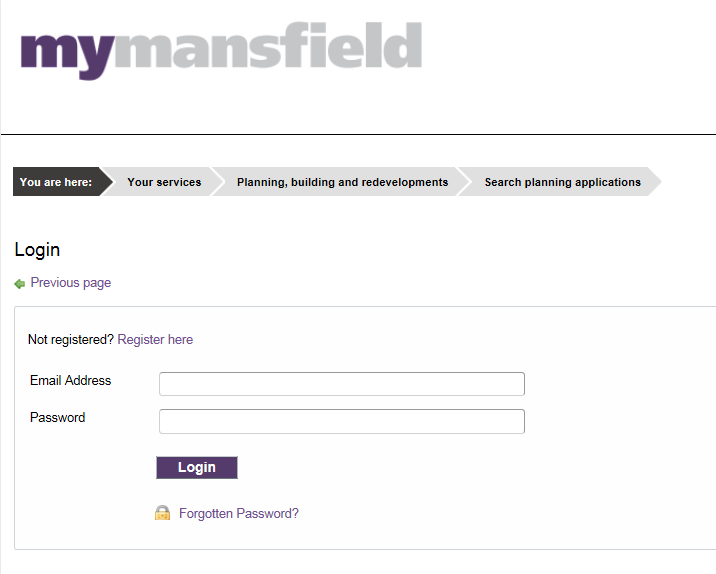 mymansfield
You are here: Your services Planning, building and redevelopments Search planning applications
Login
Previous page
Not registered? Register here
Email Address
Password
Login
Forgotten Password?